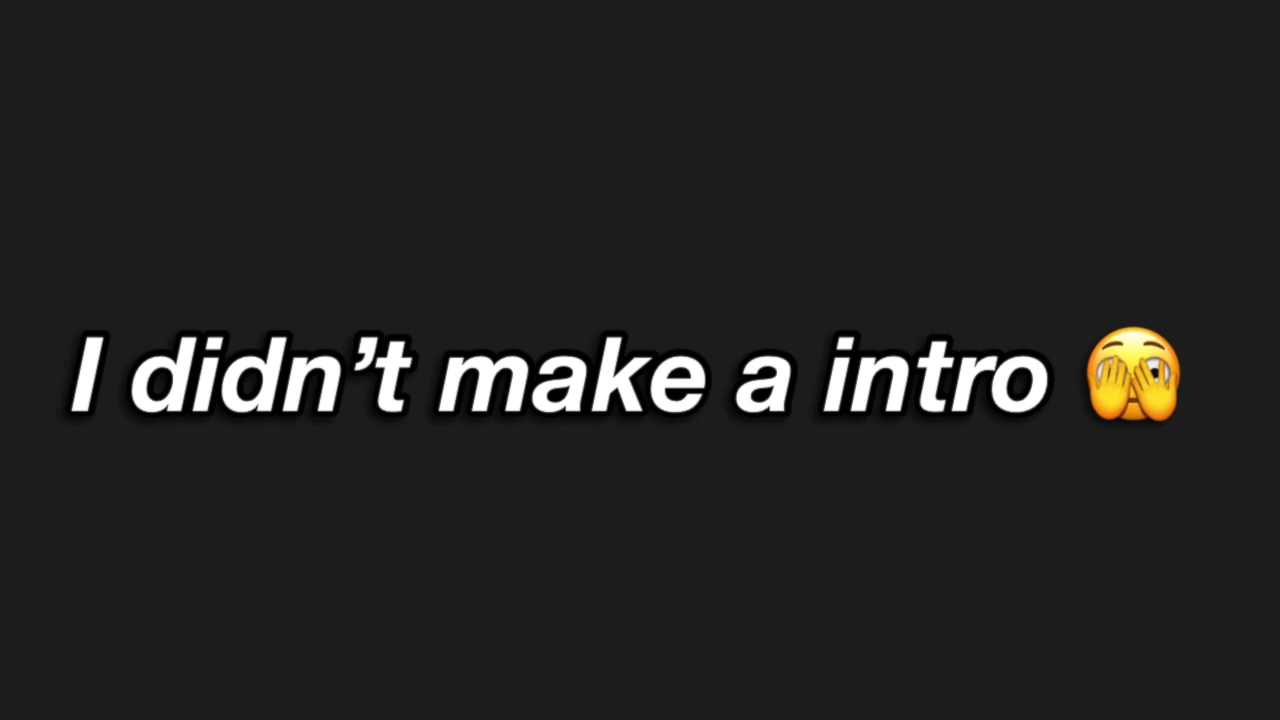 I didn’t make a intro 🫣